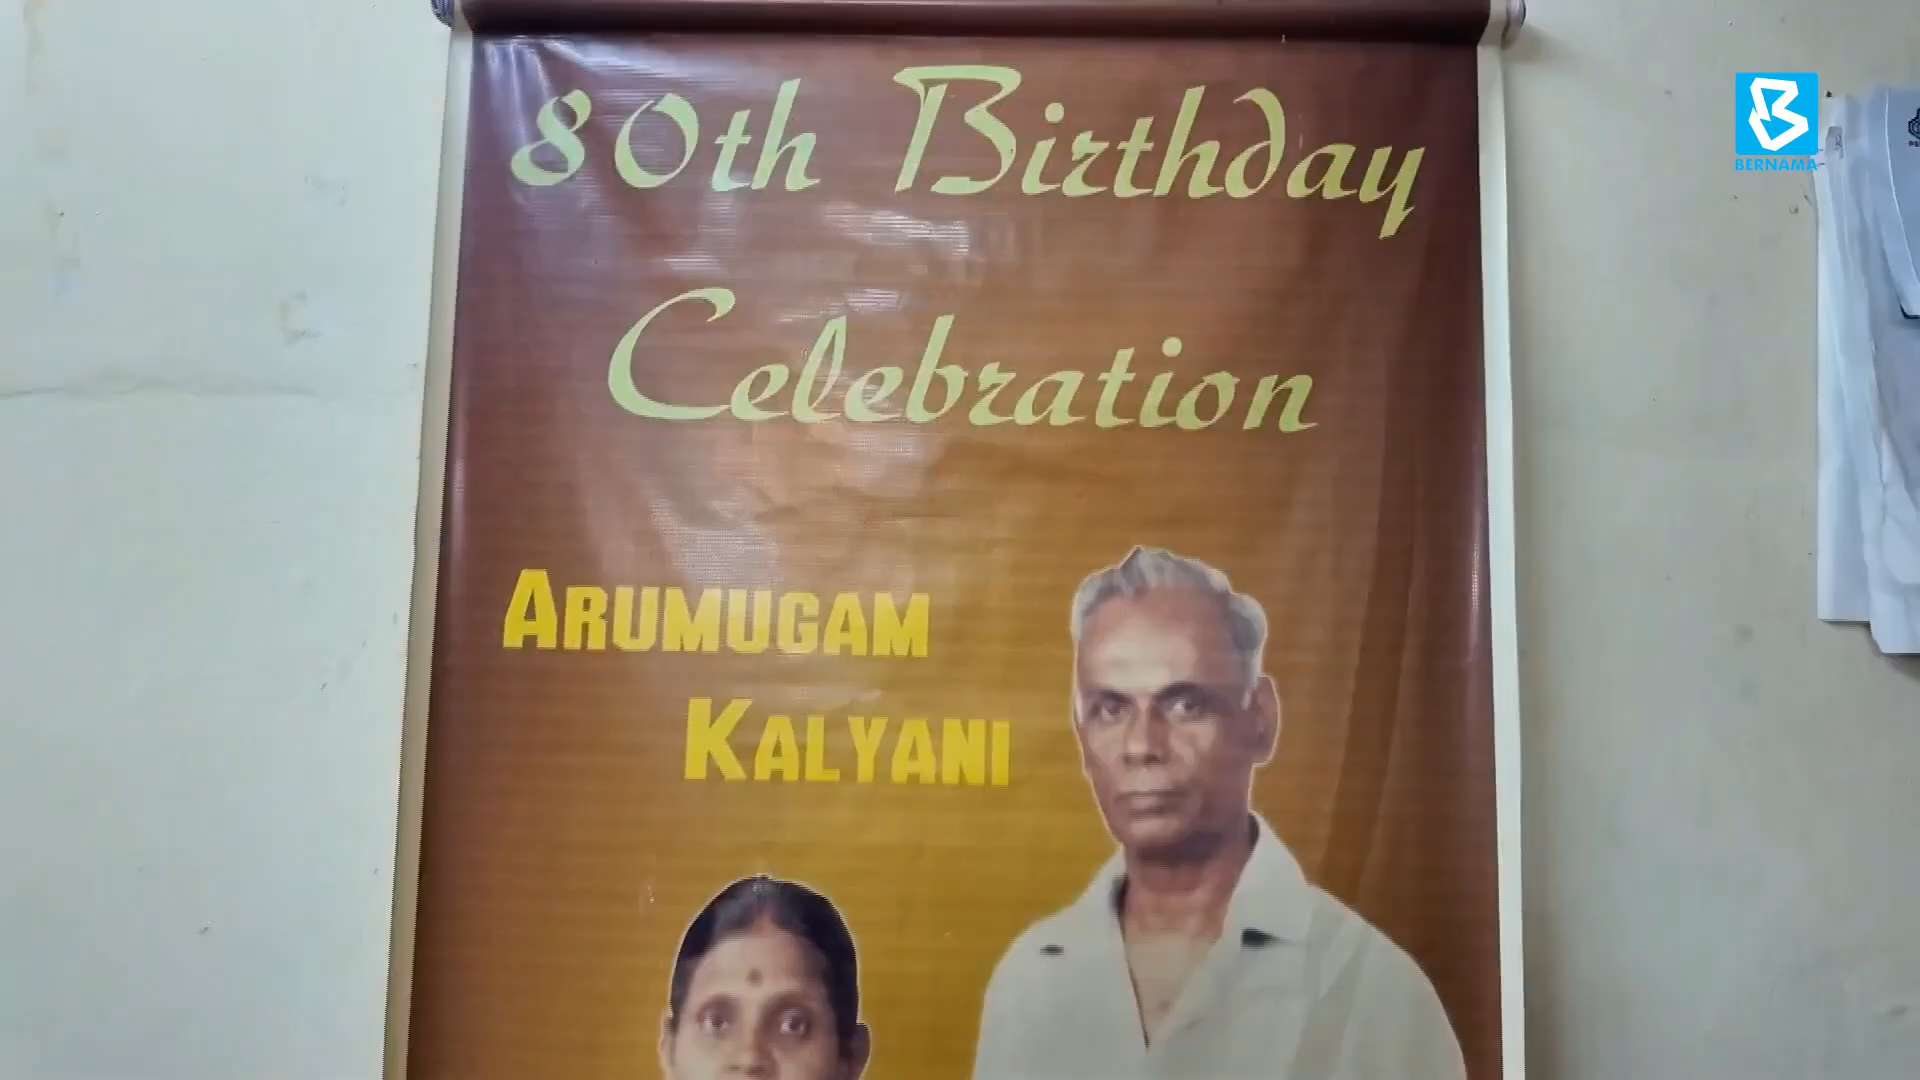 80th Birthday
Celebration
ARUMUGAM
KALYANI
BERNAMA